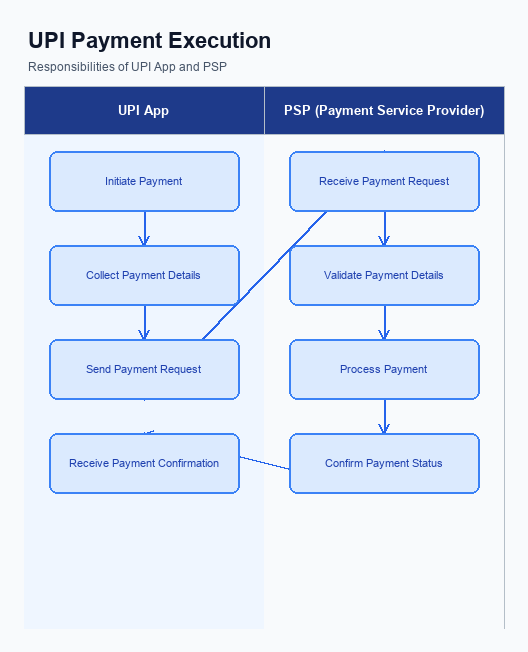 UPI Payment Execution
Responsibilities of UPI App and PSP
UPI App
PSP (Payment Service Provider)
Initiate Payment
Receive Payment Request
Collect Payment Details
Validate Payment Details
Send Payment Request
Process Payment
Receive Payment Confirmation
Confirm Payment Status